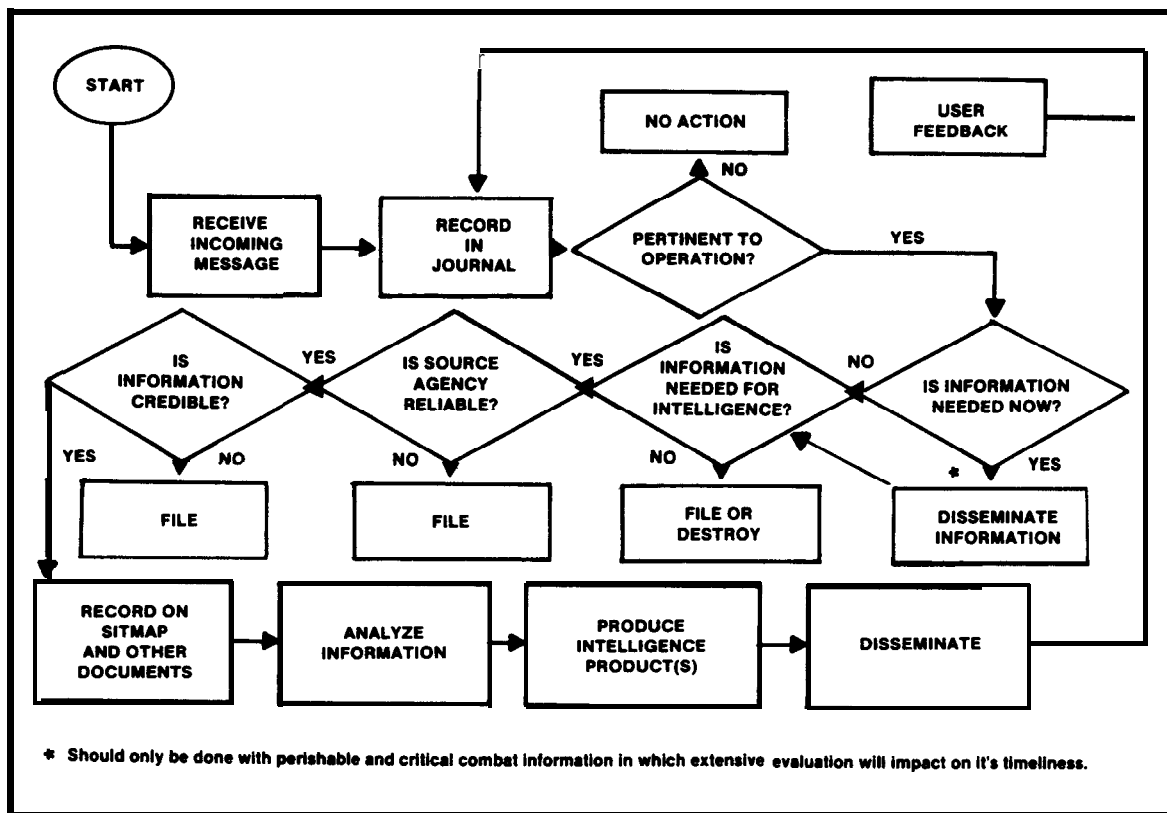 START
NO ACTION
USER
FEEDBACK
NO
RECEIVE
INCOMING
MESSAGE
RECORD
IN
JOURNAL
PERTINENT TO
OPERATION?
YES
IS
INFORMATION
CREDIBLE?
YES
IS SOURCE
AGENCY
RELIABLE?
YES
IS
INFORMATION
NEEDED FOR
INTELLIGENCE?
NO
IS INFORMATION
NEEDED NOW?
YES
NO
NO
NO
*
YES
FILE
FILE
FILE OR
DESTROY
DISSEMINATE
INFORMATION
RECORD ON
SITMAP
AND OTHER
DOCUMENTS
ANALYZE
INFORMATION
PRODUCE
INTELLIGENCE
PRODUCT(S)
DISSEMINATE
* Should only be done with perishable and critical combat information in which extensive evaluation will impact on it's timeliness.